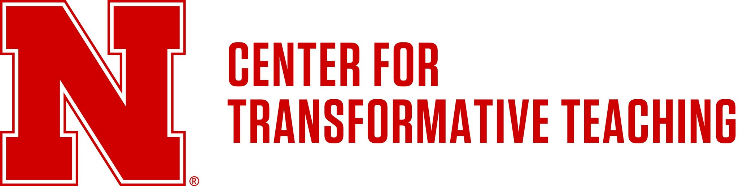 N®
CENTER FOR
TRANSFORMATIVE TEACHING